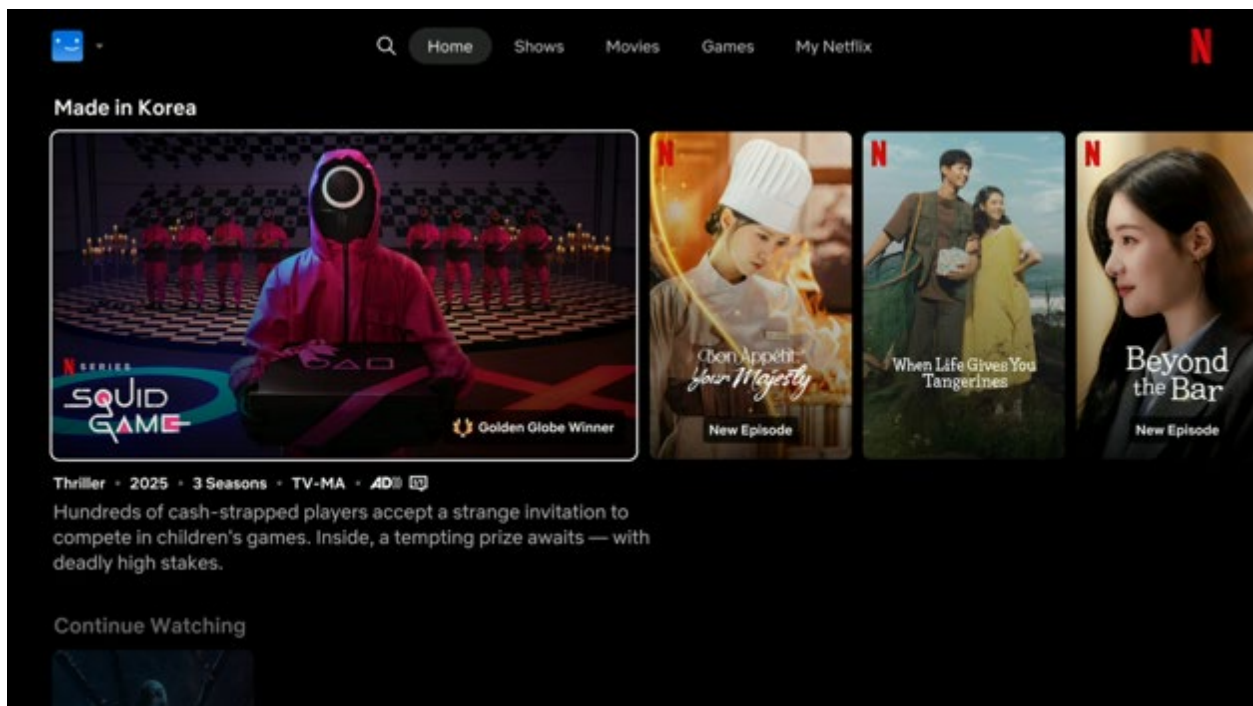 Home
Shows
Movies
Games
My Netflix
N
Made in Korea
N SERIES
SQUID
GAME
Golden Globe Winner
N
Bon Appétit,
Your Majesty
New Episode
N
When Life Gives You
Tangerines
N
Beyond
the Bar
New Episode
Thriller • 2025 • 3 Seasons • TV-MA • AD)))
Hundreds of cash-strapped players accept a strange invitation to
compete in children's games. Inside, a tempting prize awaits — with
deadly high stakes.
Continue Watching